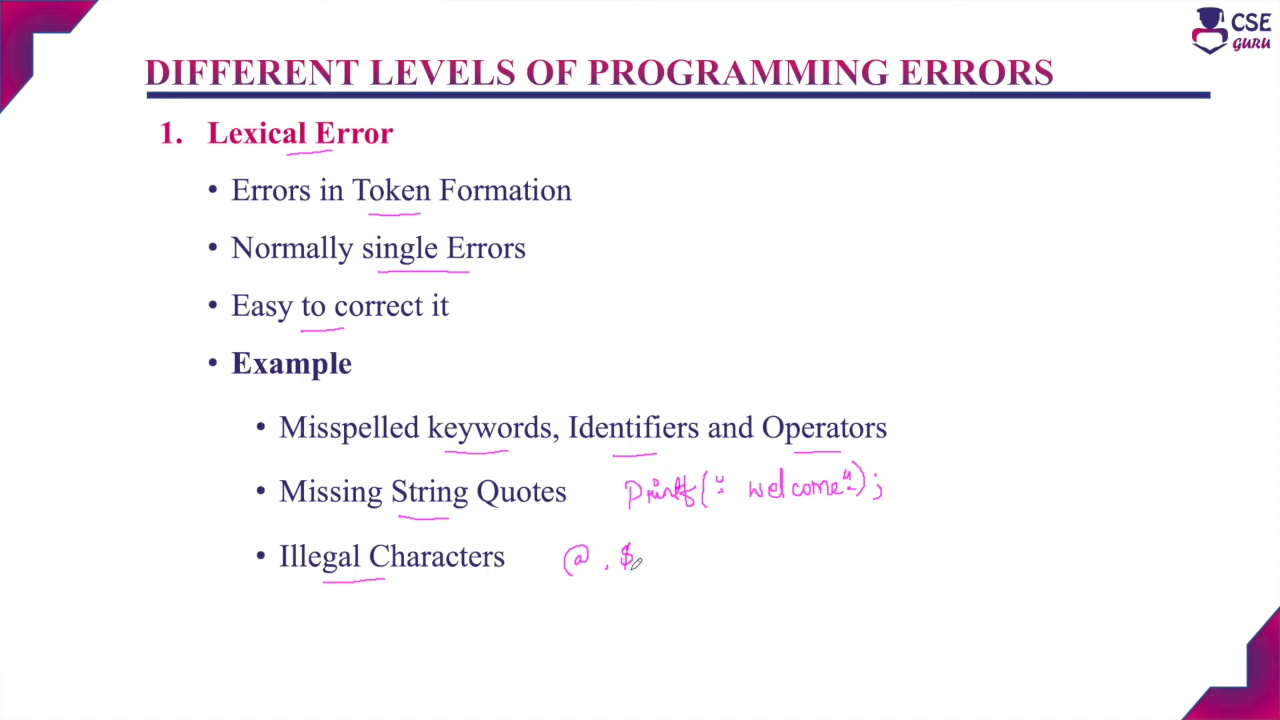 CSE
GURU
DIFFERENT LEVELS OF PROGRAMMING ERRORS
1. Lexical Error
• Errors in Token Formation
• Normally single Errors
• Easy to correct it
• Example
• Misspelled keywords, Identifiers and Operators
• Missing String Quotes printf(" welcome");
• Illegal Characters @ , $